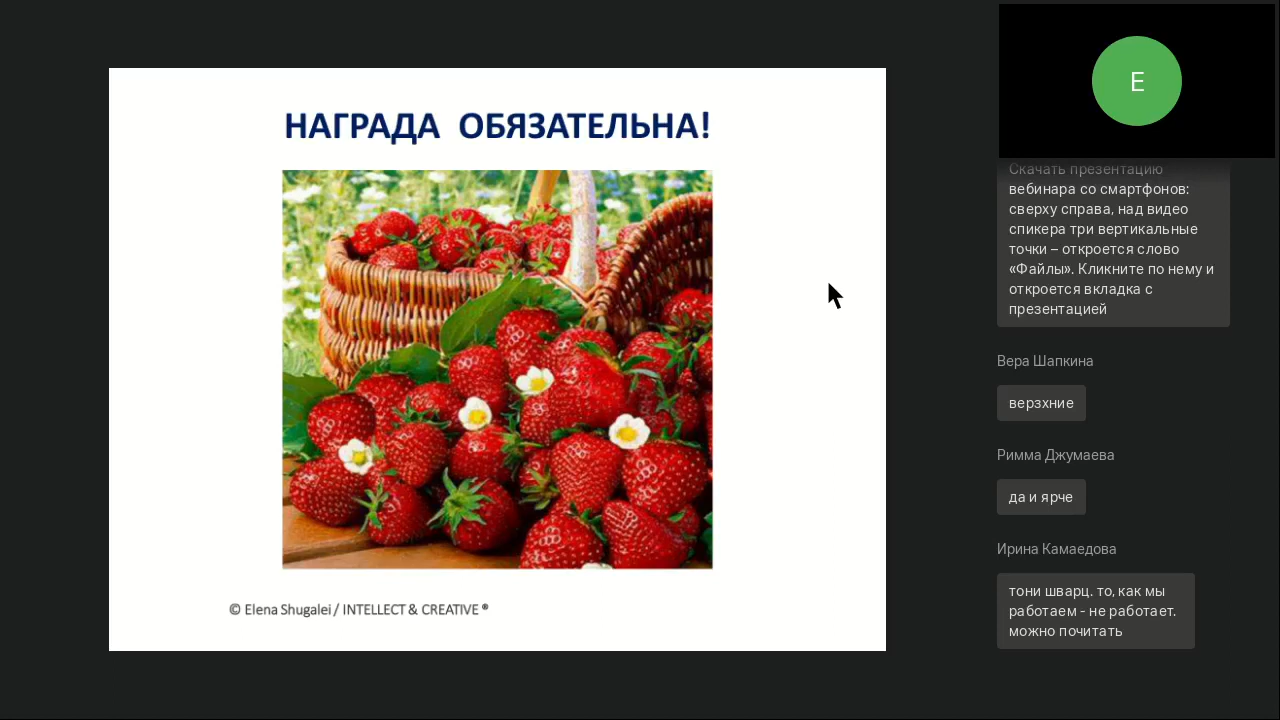 НАГРАДА ОБЯЗАТЕЛЬНА!
© Elena Shugalei / INTELLECT & CREATIVE ®
E
Скачать презентацию
вебинара со смартфонов:
сверху справа, над видео
спикера три вертикальные
точки – откроется слово
«Файлы». Кликните по нему и
откроется вкладка с
презентацией
Вера Шапкина
верзхние
Римма Джумаева
да и ярче
Ирина Камаедова
тони шварц. то, как мы
работаем - не работает.
можно почитать